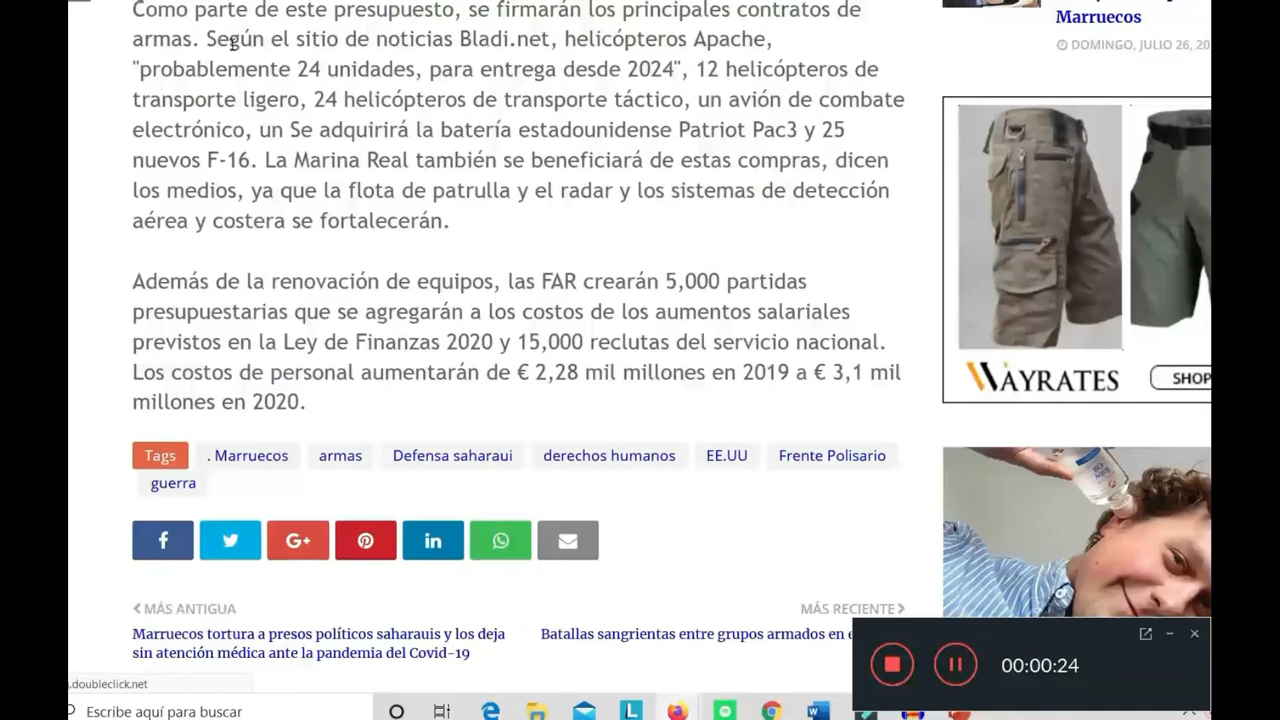 Como parte de este presupuesto, se firmarán los principales contratos de
armas. Según el sitio de noticias Bladi.net, helicópteros Apache,
"probablemente 24 unidades, para entrega desde 2024", 12 helicópteros de
transporte ligero, 24 helicópteros de transporte táctico, un avión de combate
electrónico, un Se adquirirá la batería estadounidense Patriot Pac3 y 25
nuevos F-16. La Marina Real también se beneficiará de estas compras, dicen
los medios, ya que la flota de patrulla y el radar y los sistemas de detección
aérea y costera se fortalecerán.
Además de la renovación de equipos, las FAR crearán 5,000 partidas
presupuestarias que se agregarán a los costos de los aumentos salariales
previstos en la Ley de Finanzas 2020 y 15,000 reclutas del servicio nacional.
Los costos de personal aumentarán de € 2,28 mil millones en 2019 a € 3,1 mil
millones en 2020.
Tags . Marruecos armas Defensa saharaui derechos humanos EE.UU Frente Polisario
guerra
f G+ in
MÁS ANTIGUA
Marruecos tortura a presos políticos saharauis y los deja
sin atención médica ante la pandemia del Covid-19
MÁS RECIENTE
Batallas sangrientas entre grupos armados en e
Marruecos
DOMINGO, JULIO 26, 20
WAYRATES
SHOP
00:00:24
.doubleclick.net
Escribe aquí para buscar